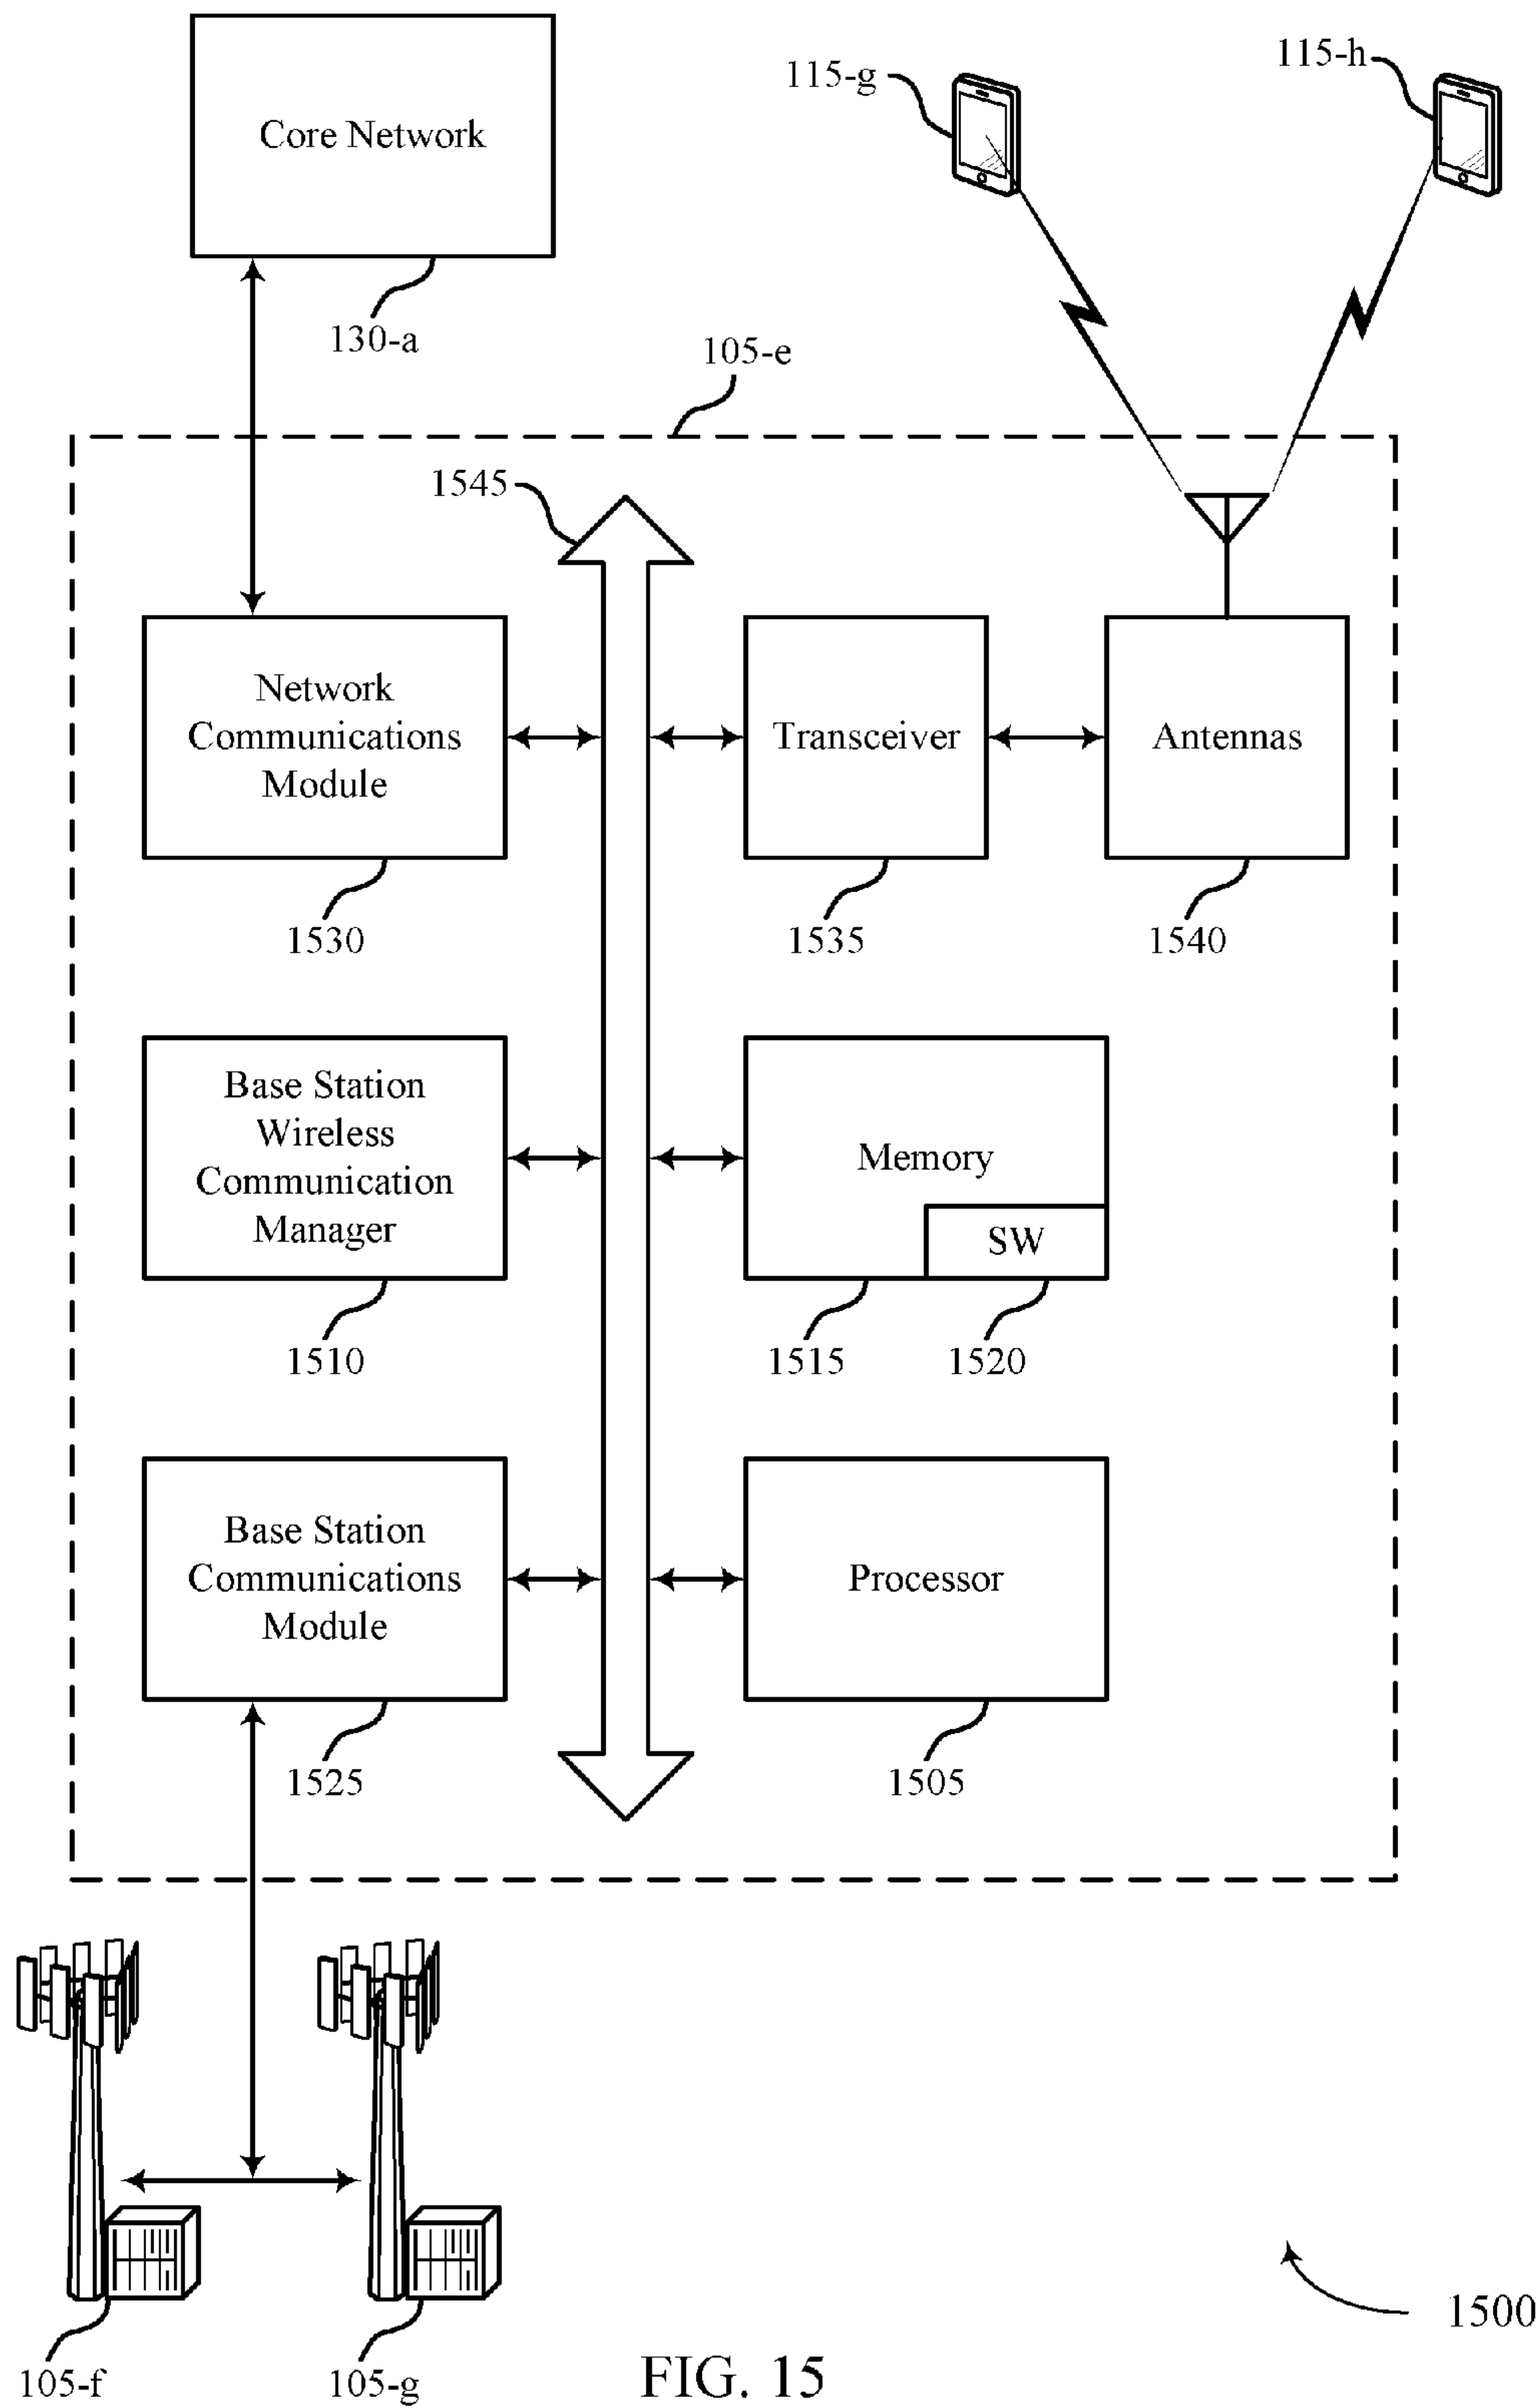 Core Network
130-a
115-g
115-h
105-e
1545
Network
Communications
Module
1530
Transceiver
1535
Antennas
1540
Base Station
Wireless
Communication
Manager
1510
Memory
SW
1515
1520
Base Station
Communications
Module
1525
Processor
1505
105-f
105-g
1500
FIG. 15